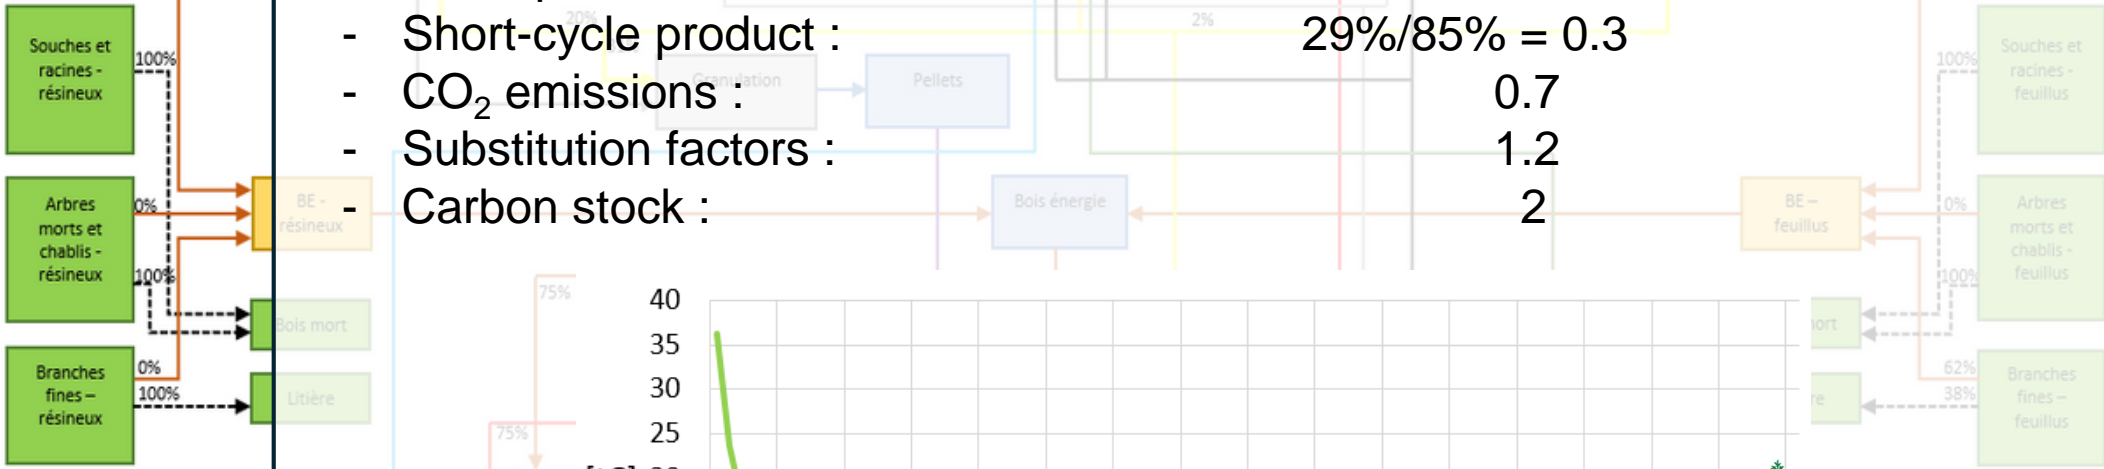 20%
2%
- Short-cycle product : 29%/85% = 0.3
- CO₂ emissions : 0.7
- Substitution factors : 1.2
- Carbon stock : 2
Souches et
racines -
résineux
100%
Arbres
morts et
chablis -
résineux
0%
100%
Branches
fines –
résineux
0%
100%
BE -
résineux
Bois mort
Litière
Granulation
Pellets
Bois énergie
BE –
feuillus
Souches et
racines -
feuillus
100%
Arbres
morts et
chablis -
feuillus
0%
100%
Branches
fines –
feuillus
62%
38%
75%
75%
40
35
30
25